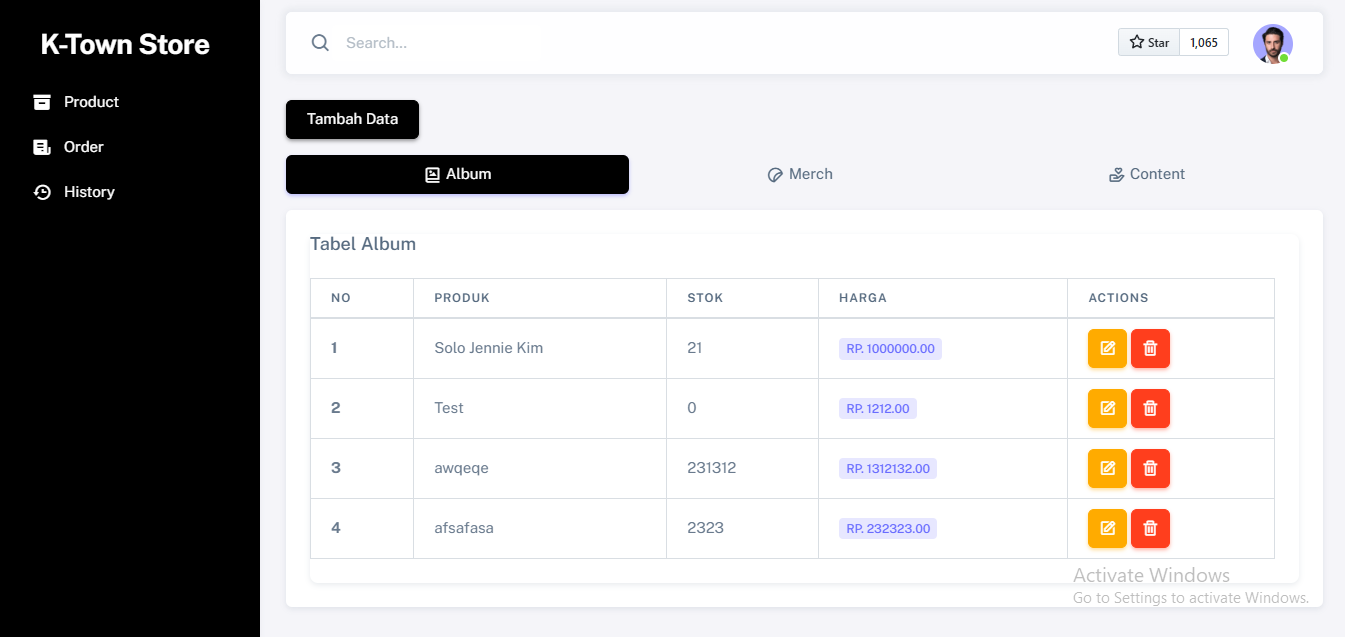 K-Town Store
Product
Order
History
Search...
Star 1,065
Tambah Data
Album Merch Content
Tabel Album
NO PRODUK STOK HARGA ACTIONS
1 Solo Jennie Kim 21 RP. 1000000.00
2 Test 0 RP. 1212.00
3 awqeqe 231312 RP. 1312132.00
4 afsafasa 2323 RP. 232323.00
Activate Windows
Go to Settings to activate Windows.